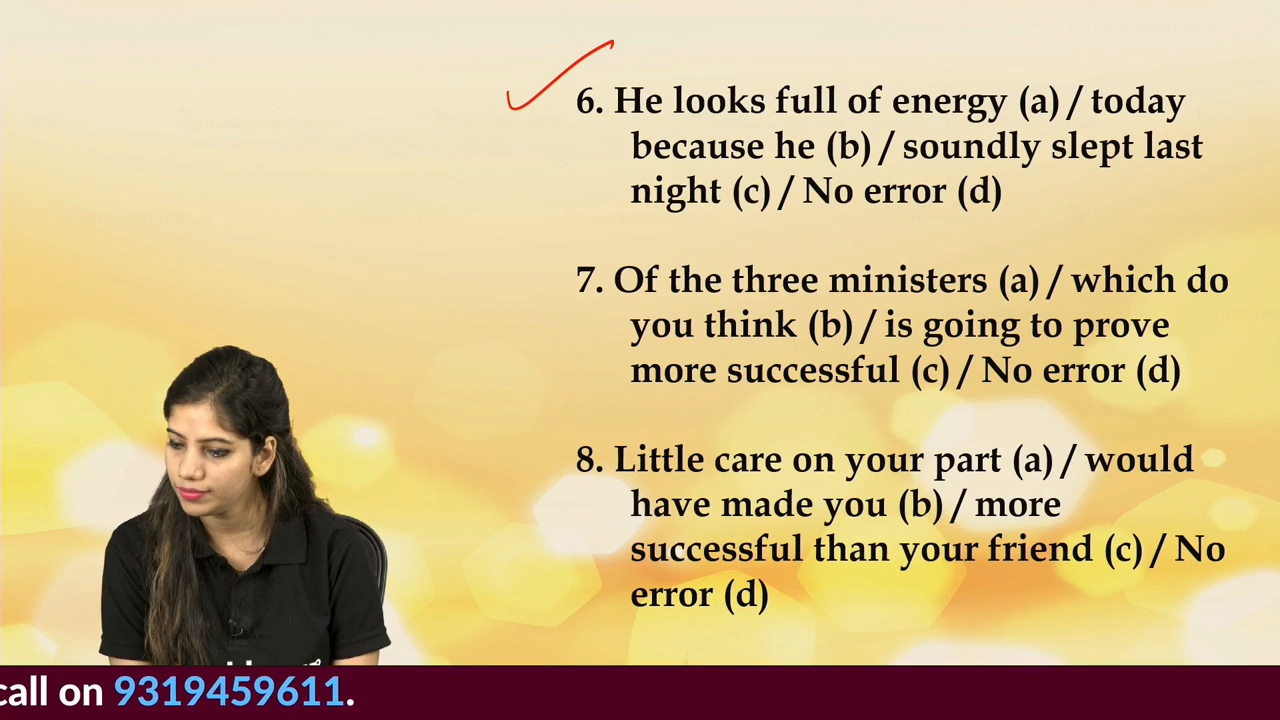 6. He looks full of energy (a) / today
because he (b) / soundly slept last
night (c) / No error (d)
7. Of the three ministers (a) / which do
you think (b) / is going to prove
more successful (c) / No error (d)
8. Little care on your part (a) / would
have made you (b) / more
successful than your friend (c) / No
error (d)
call on 9319459611.